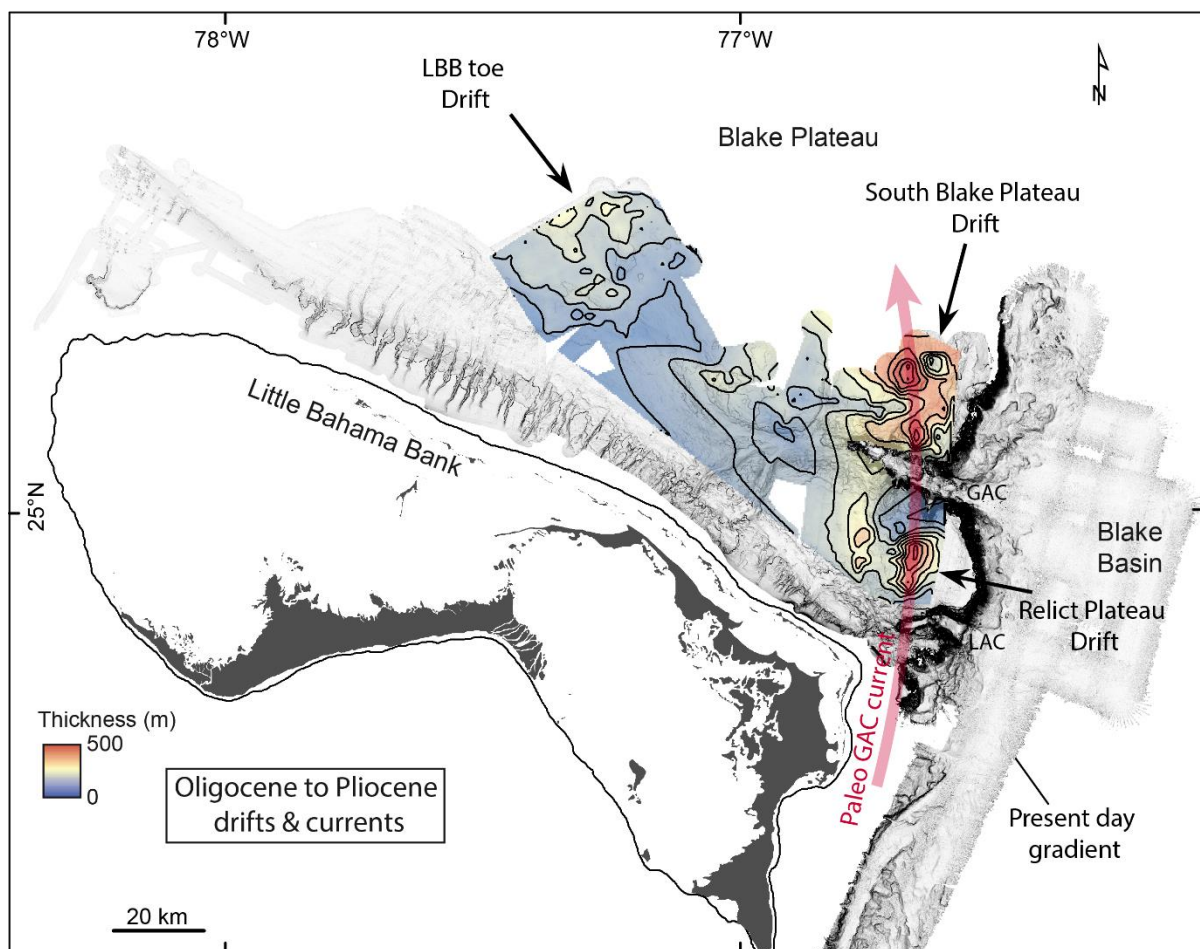 78°W
77°W
N
LBB toe
Drift
Blake Plateau
South Blake Plateau
Drift
Little Bahama Bank
25°N
GAC
Blake
Basin
Relict Plateau
Drift
LAC
Paleo GAC current
Thickness (m)
500
0
Oligocene to Pliocene
drifts & currents
Present day
gradient
20 km